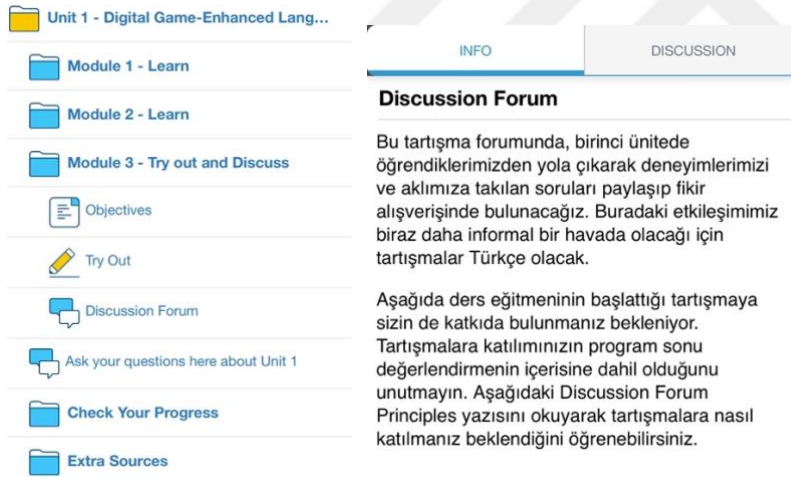 Unit 1 - Digital Game-Enhanced Lang...
Module 1 - Learn
Module 2 - Learn
Module 3 - Try out and Discuss
Objectives
Try Out
Discussion Forum
Ask your questions here about Unit 1
Check Your Progress
Extra Sources
INFO
DISCUSSION
Discussion Forum
Bu tartışma forumunda, birinci ünitede
öğrendiklerimizden yola çıkarak deneyimlerimizi
ve aklımıza takılan soruları paylaşıp fikir
alışverişinde bulunacağız. Buradaki etkileşimimiz
biraz daha informal bir havada olacağı için
tartışmalar Türkçe olacak.
Aşağıda ders eğitmeninin başlattığı tartışmaya
sizin de katkıda bulunmanız bekleniyor.
Tartışmalara katılımınızın program sonu
değerlendirmenin içerisine dahil olduğunu
unutmayın. Aşağıdaki Discussion Forum
Principles yazısını okuyarak tartışmalara nasıl
katılmanız beklendiğini öğrenebilirsiniz.